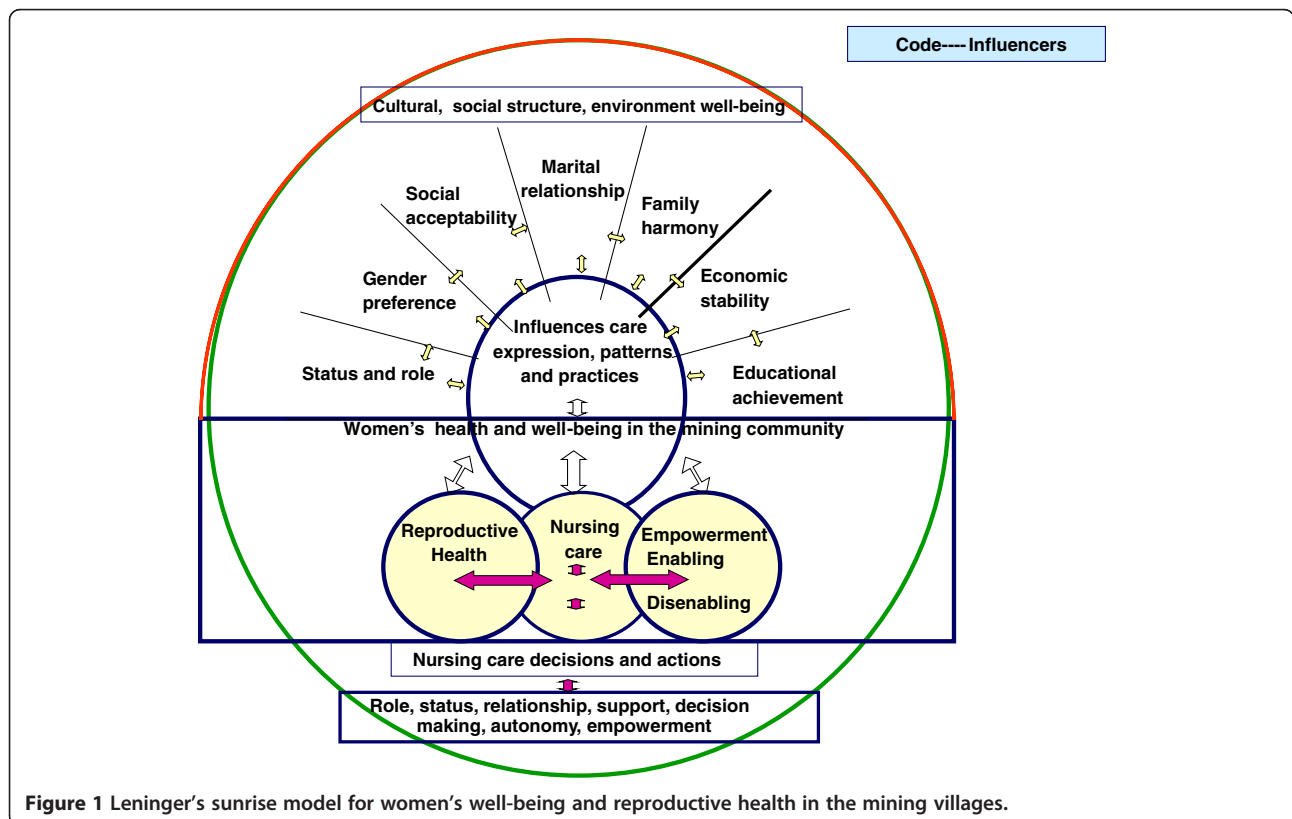 Code----Influencers
Cultural, social structure, environment well-being
Marital
relationship
Social
acceptability
Family
harmony
Gender
preference
Economic
stability
Influences care
expression, patterns
and practices
Status and role
Educational
achievement
Women's health and well-being in the mining community
Reproductive
Health
Nursing
care
Empowerment
Enabling
Disenabling
Nursing care decisions and actions
Role, status, relationship, support, decision
making, autonomy, empowerment
Figure 1 Leninger's sunrise model for women's well-being and reproductive health in the mining villages.